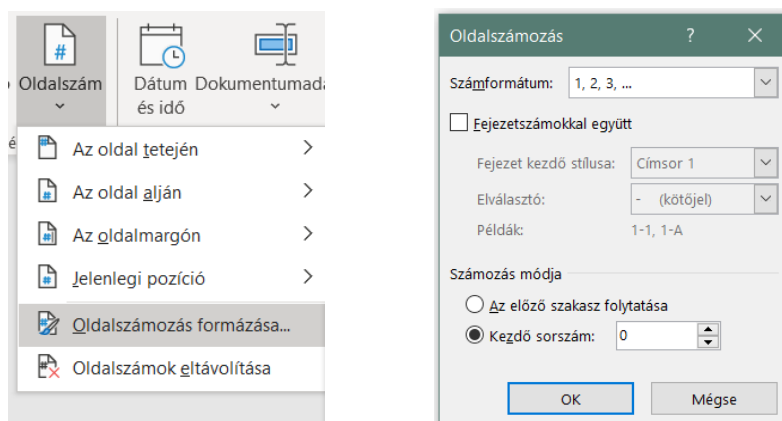 Oldalszám
Dátum
és idő
Dokumentumada
é
Az oldal tetején
Az oldal alján
Az oldalmargón
Jelenlegi pozíció
Oldalszámozás formázása...
Oldalszámok eltávolítása
Oldalszámozás ? ×
Számformátum: 1, 2, 3, ...
Fejezetszámokkal együtt
Fejezet kezdő stílusa: Címsor 1
Elválasztó: - (kötőjel)
Példák: 1-1, 1-A
Számozás módja
Az előző szakasz folytatása
Kezdő sorszám: 0
OK Mégse